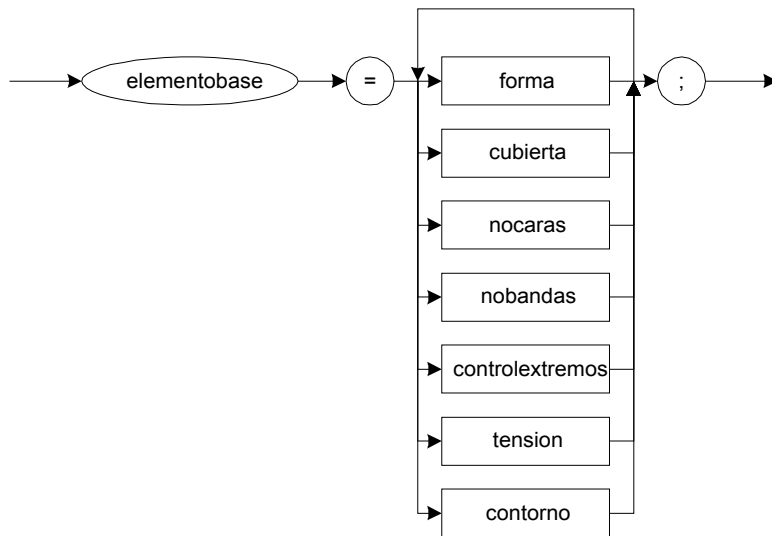 elementobase = forma ;
cubierta
nocaras
nobandas
controlextremos
tension
contorno